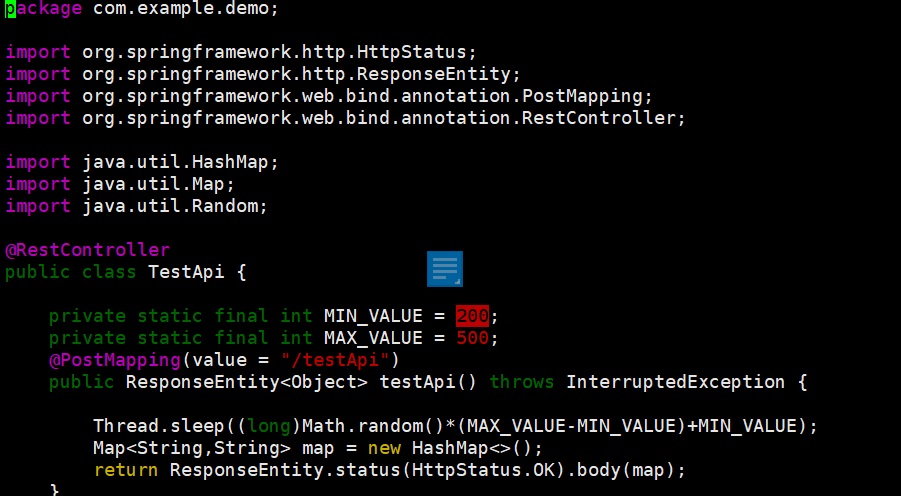 package com.example.demo;
import org.springframework.http.HttpStatus;
import org.springframework.http.ResponseEntity;
import org.springframework.web.bind.annotation.PostMapping;
import org.springframework.web.bind.annotation.RestController;
import java.util.HashMap;
import java.util.Map;
import java.util.Random;
@RestController
public class TestApi {
    private static final int MIN_VALUE = 200;
    private static final int MAX_VALUE = 500;
    @PostMapping(value = "/testApi")
    public ResponseEntity<Object> testApi() throws InterruptedException {
        Thread.sleep((long)Math.random()*(MAX_VALUE-MIN_VALUE)+MIN_VALUE);
        Map<String,String> map = new HashMap<>();
        return ResponseEntity.status(HttpStatus.OK).body(map);
    }